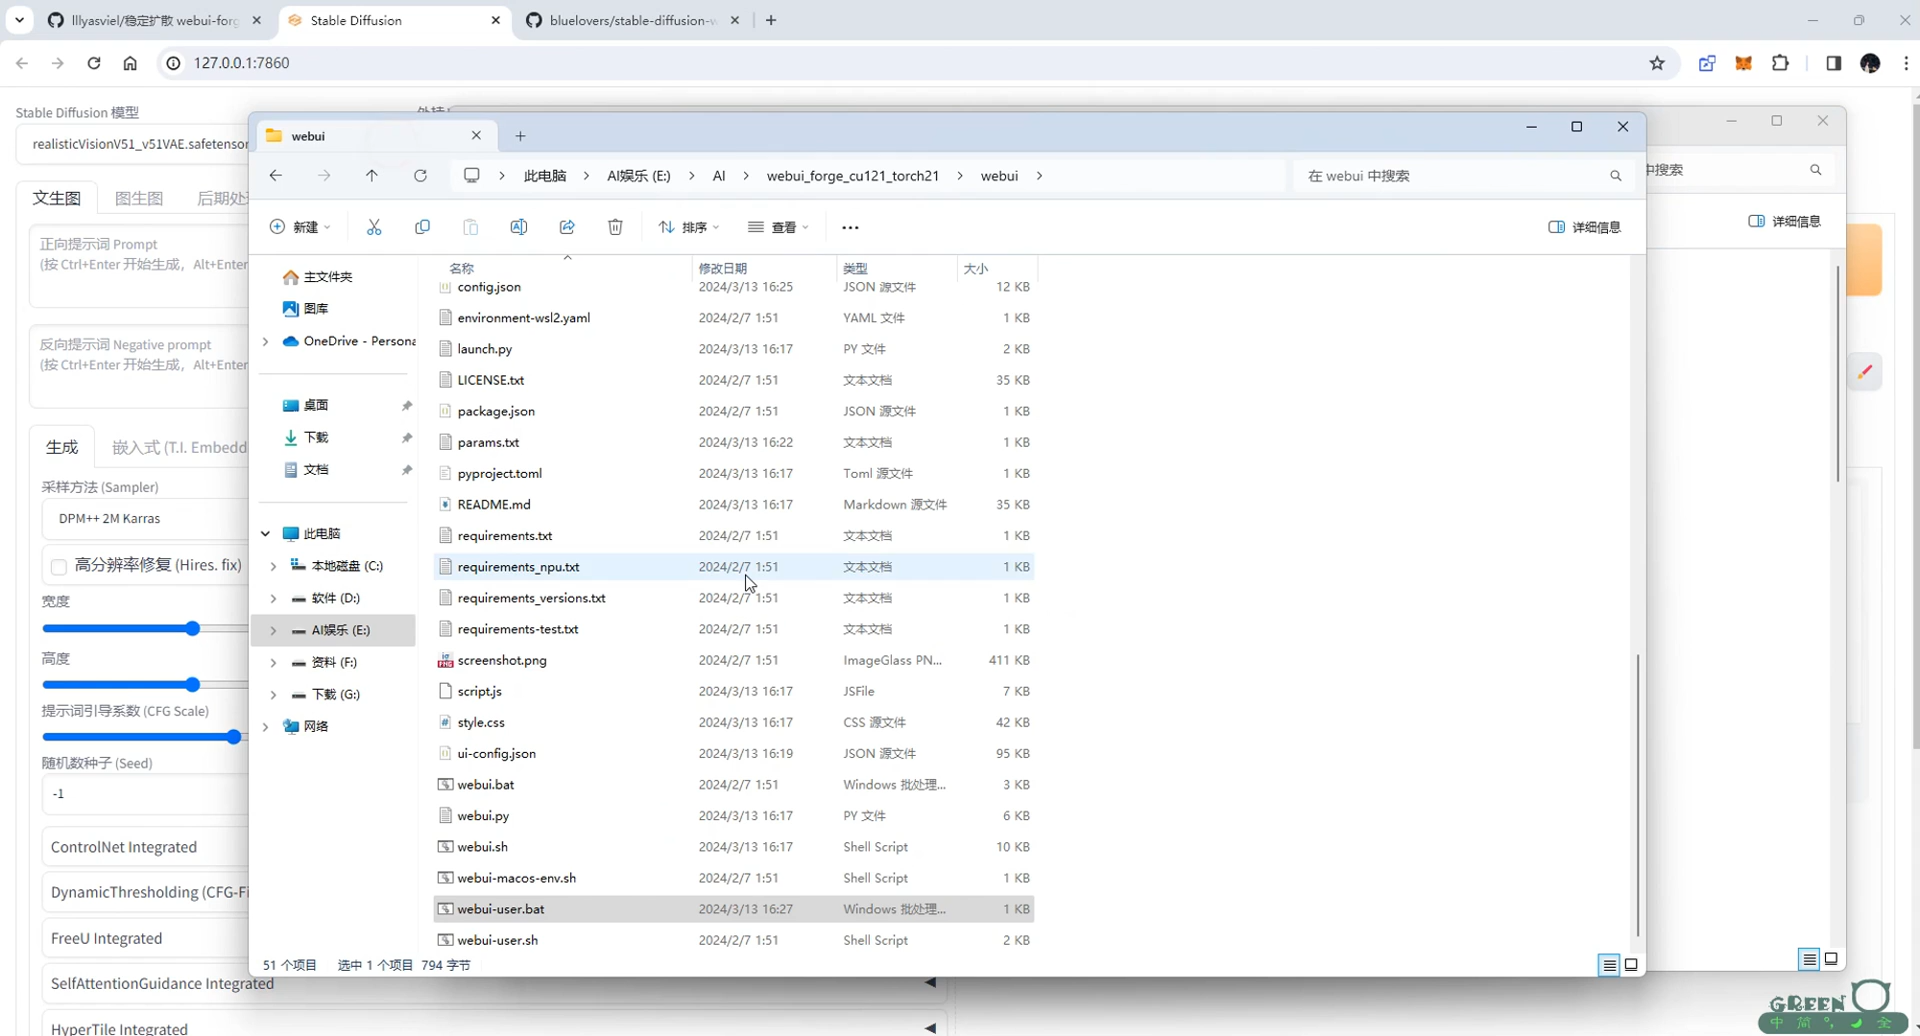 lllyasviel/稳定扩散 webui-forg
Stable Diffusion
bluelovers/stable-diffusion-w
127.0.0.1:7860
Stable Diffusion 模型
realisticVisionV51_v51VAE.safetensor
文生图
图生图
后期处
正向提示词 Prompt
(按 Ctrl+Enter 开始生成, Alt+Enter
反向提示词 Negative prompt
(按 Ctrl+Enter 开始生成, Alt+Enter
生成
嵌入式 (T.I. Embedd
采样方法 (Sampler)
DPM++ 2M Karras
高分辨率修复 (Hires. fix)
宽度
高度
提示词引导系数 (CFG Scale)
随机数种子 (Seed)
-1
ControlNet Integrated
DynamicThresholding (CFG-Fi
FreeU Integrated
SelfAttentionGuidance Integrated
HyperTile Integrated
webui
此电脑
AI娱乐 (E:)
AI
webui_forge_cu121_torch21
webui
在 webui 中搜索
中搜索
新建
排序
查看
详细信息
详细信息
主文件夹
图库
OneDrive - Persona
桌面
下载
文档
此电脑
本地磁盘 (C:)
软件 (D:)
AI娱乐 (E:)
资料 (F:)
下载 (G:)
网络
名称 修改日期 类型 大小
config.json 2024/3/13 16:25 JSON 源文件 12 KB
environment-wsl2.yaml 2024/2/7 1:51 YAML 文件 1 KB
launch.py 2024/3/13 16:17 PY 文件 2 KB
LICENSE.txt 2024/2/7 1:51 文本文档 35 KB
package.json 2024/2/7 1:51 JSON 源文件 1 KB
params.txt 2024/3/13 16:22 文本文档 1 KB
pyproject.toml 2024/3/13 16:17 Toml 源文件 1 KB
README.md 2024/3/13 16:17 Markdown 源文件 35 KB
requirements.txt 2024/2/7 1:51 文本文档 1 KB
requirements_npu.txt 2024/2/7 1:51 文本文档 1 KB
requirements_versions.txt 2024/2/7 1:51 文本文档 1 KB
requirements-test.txt 2024/2/7 1:51 文本文档 1 KB
screenshot.png 2024/2/7 1:51 ImageGlass PN... 411 KB
script.js 2024/3/13 16:17 JSFile 7 KB
style.css 2024/3/13 16:17 CSS 源文件 42 KB
ui-config.json 2024/3/13 16:19 JSON 源文件 95 KB
webui.bat 2024/2/7 1:51 Windows 批处理... 3 KB
webui.py 2024/3/13 16:17 PY 文件 6 KB
webui.sh 2024/3/13 16:17 Shell Script 10 KB
webui-macos-env.sh 2024/2/7 1:51 Shell Script 1 KB
webui-user.bat 2024/3/13 16:27 Windows 批处理... 1 KB
webui-user.sh 2024/2/7 1:51 Shell Script 2 KB
51 个项目 选中 1 个项目 794 字节
GREEN
中 简 全